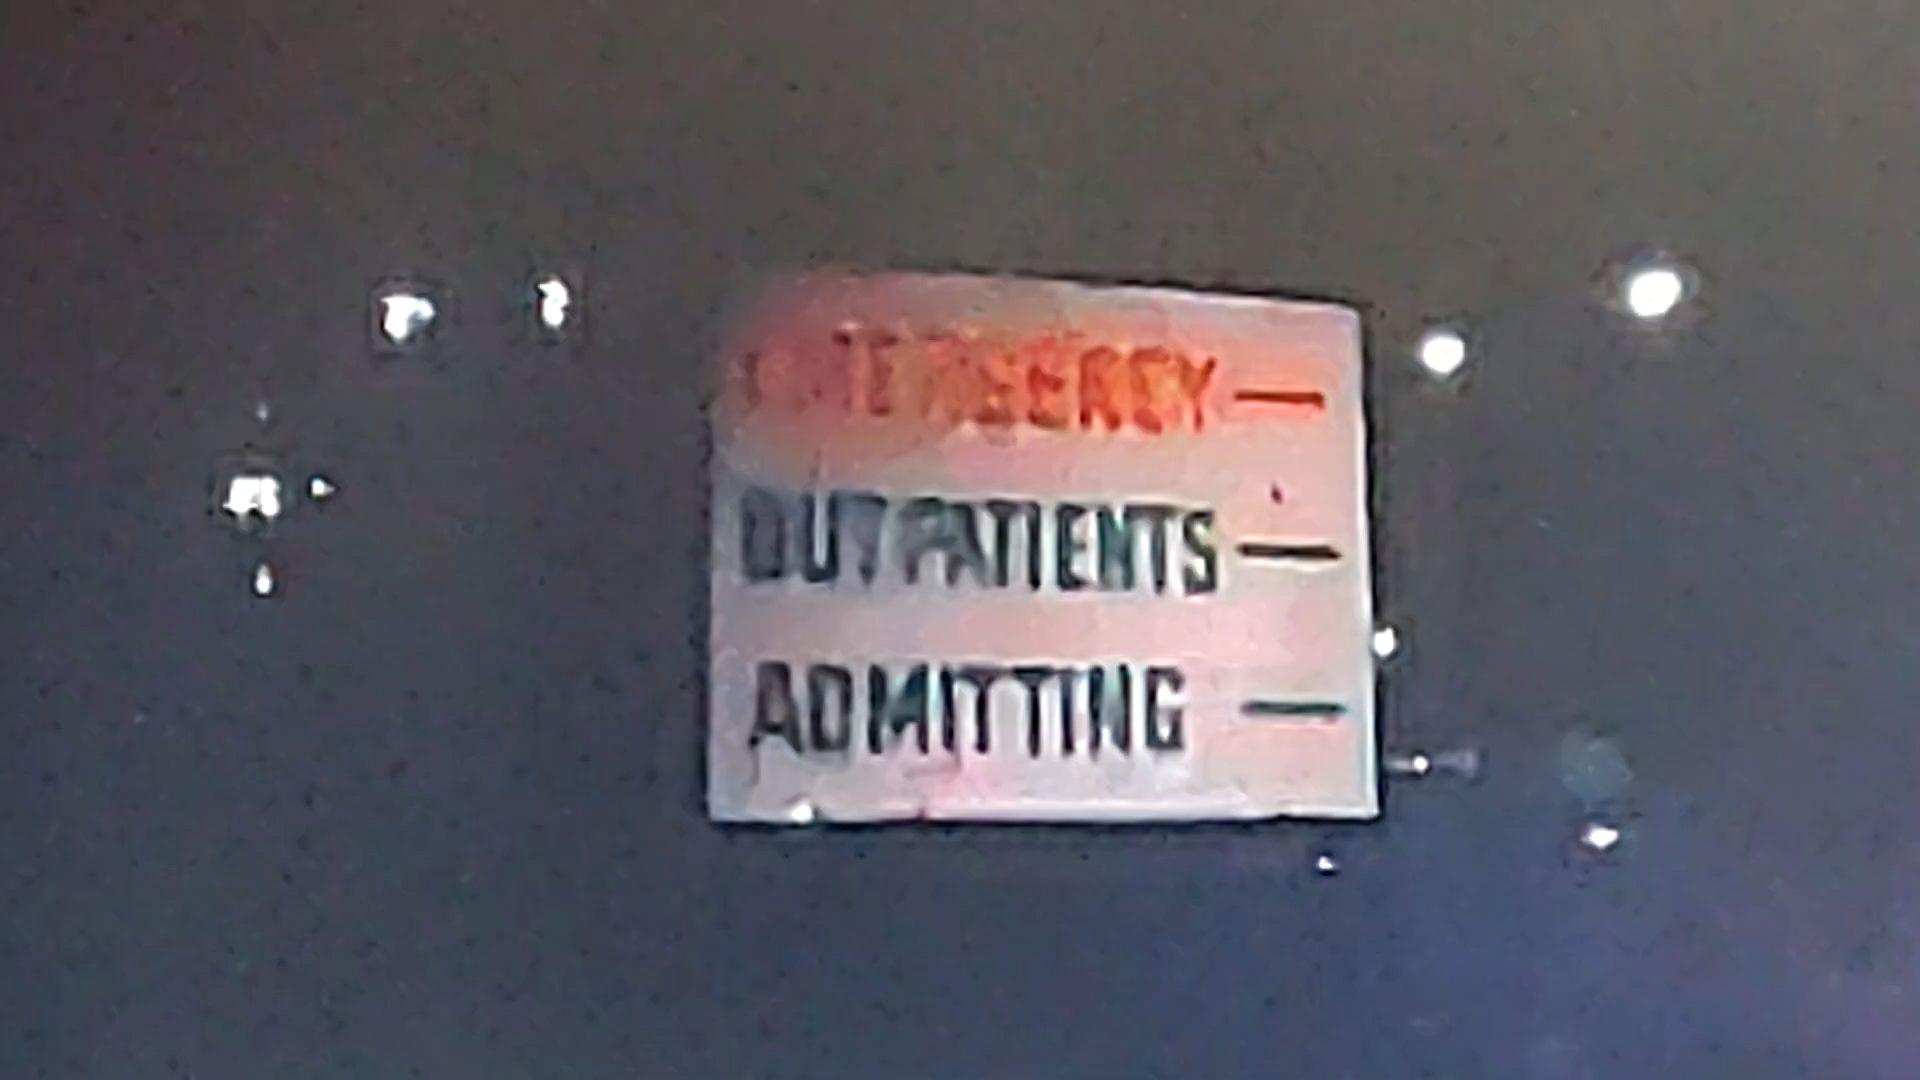 EMERGENCY —
OUTPATIENTS —
ADMITTING —